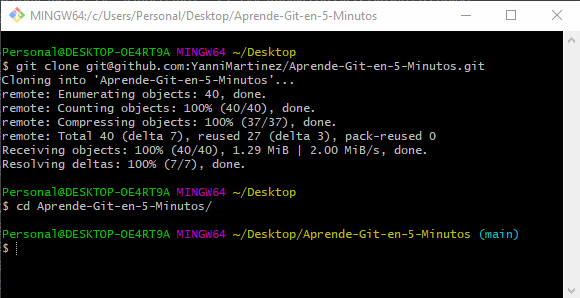 MINGW64:/c/Users/Personal/Desktop/Aprende-Git-en-5-Minutos
Personal@DESKTOP-OE4RT9A MINGW64 ~/Desktop
$ git clone git@github.com:YanniMartinez/Aprende-Git-en-5-Minutos.git
Cloning into 'Aprende-Git-en-5-Minutos'...
remote: Enumerating objects: 40, done.
remote: Counting objects: 100% (40/40), done.
remote: Compressing objects: 100% (37/37), done.
remote: Total 40 (delta 7), reused 27 (delta 3), pack-reused 0
Receiving objects: 100% (40/40), 1.29 MiB | 2.00 MiB/s, done.
Resolving deltas: 100% (7/7), done.
Personal@DESKTOP-OE4RT9A MINGW64 ~/Desktop
$ cd Aprende-Git-en-5-Minutos/
Personal@DESKTOP-OE4RT9A MINGW64 ~/Desktop/Aprende-Git-en-5-Minutos (main)
$